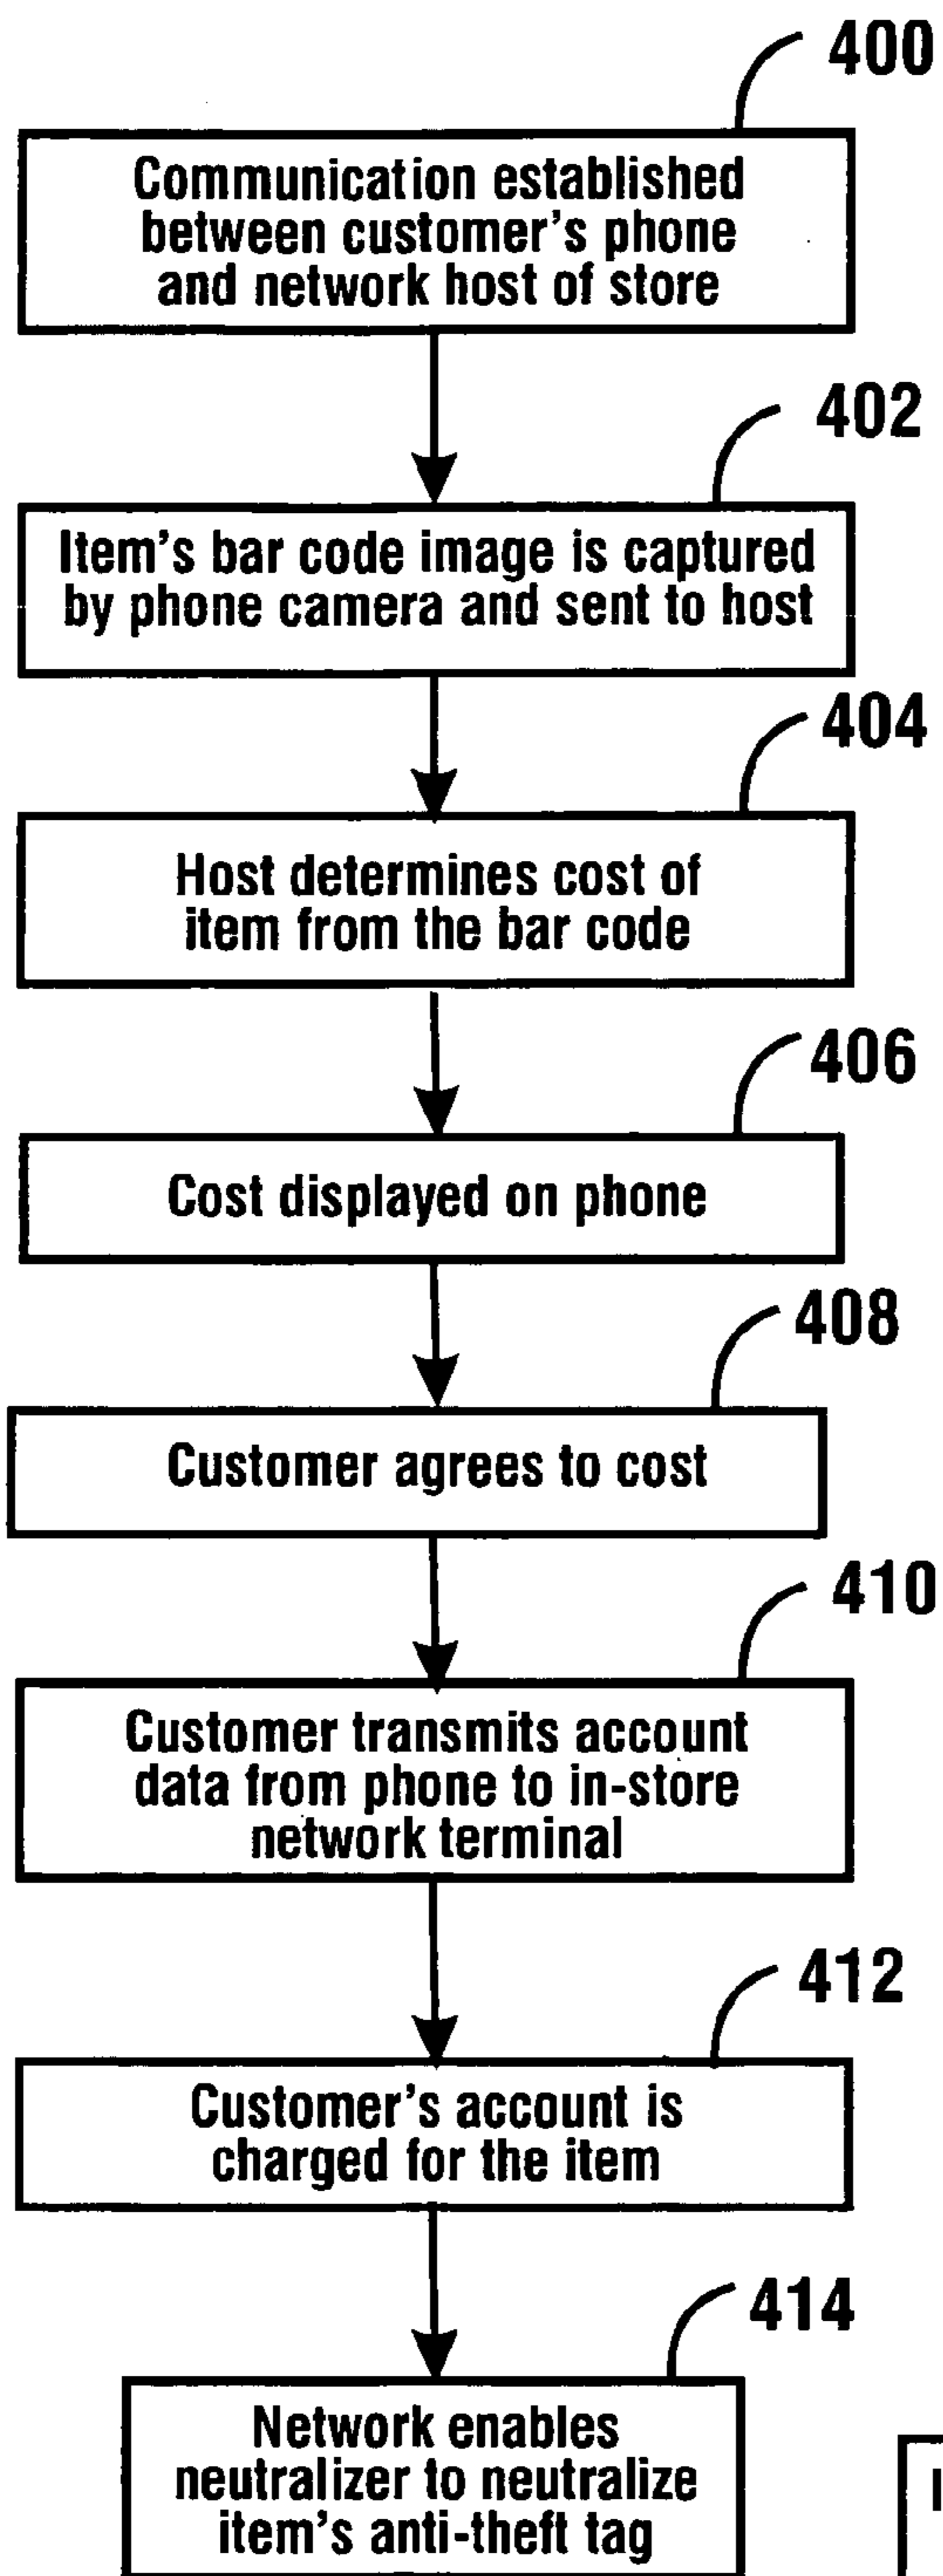 400
Communication established
between customer's phone
and network host of store
402
Item's bar code image is captured
by phone camera and sent to host
404
Host determines cost of
item from the bar code
406
Cost displayed on phone
408
Customer agrees to cost
410
Customer transmits account
data from phone to in-store
network terminal
412
Customer's account is
charged for the item
414
Network enables
neutralizer to neutralize
item's anti-theft tag